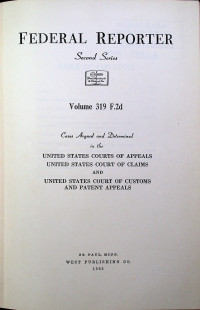 FEDERAL REPORTER
Second Series
Volume 319 F.2d
Cases Argued and Determined
in the
UNITED STATES COURTS OF APPEALS
UNITED STATES COURT OF CLAIMS
AND
UNITED STATES COURT OF CUSTOMS
AND PATENT APPEALS
ST. PAUL, MINN.
WEST PUBLISHING CO.
1963